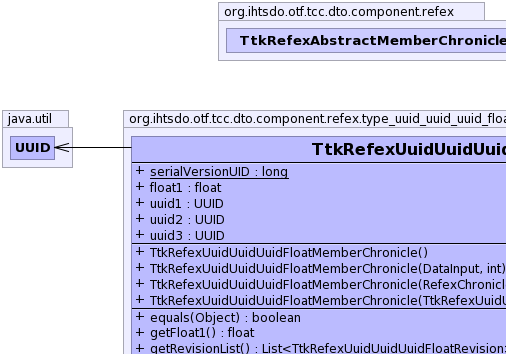 org.ihtsdo.otf.tcc.dto.component.refex
TtkRefexAbstractMemberChronicle
java.util
UUID
org.ihtsdo.otf.tcc.dto.component.refex.type_uuid_uuid_uuid_floa
TtkRefexUuidUuidUuid
+ serialVersionUID : long
+ float1 : float
+ uuid1 : UUID
+ uuid2 : UUID
+ uuid3 : UUID
+ TtkRefexUuidUuidUuidFloatMemberChronicle()
+ TtkRefexUuidUuidUuidFloatMemberChronicle(DataInput, int)
+ TtkRefexUuidUuidUuidFloatMemberChronicle(RefexChronicle
+ TtkRefexUuidUuidUuidFloatMemberChronicle(TtkRefexUuidU
+ equals(Object) : boolean
+ getFloat1() : float
+ getRevisionList() : List<TtkRefexUuidUuidUuidFloatRevision>